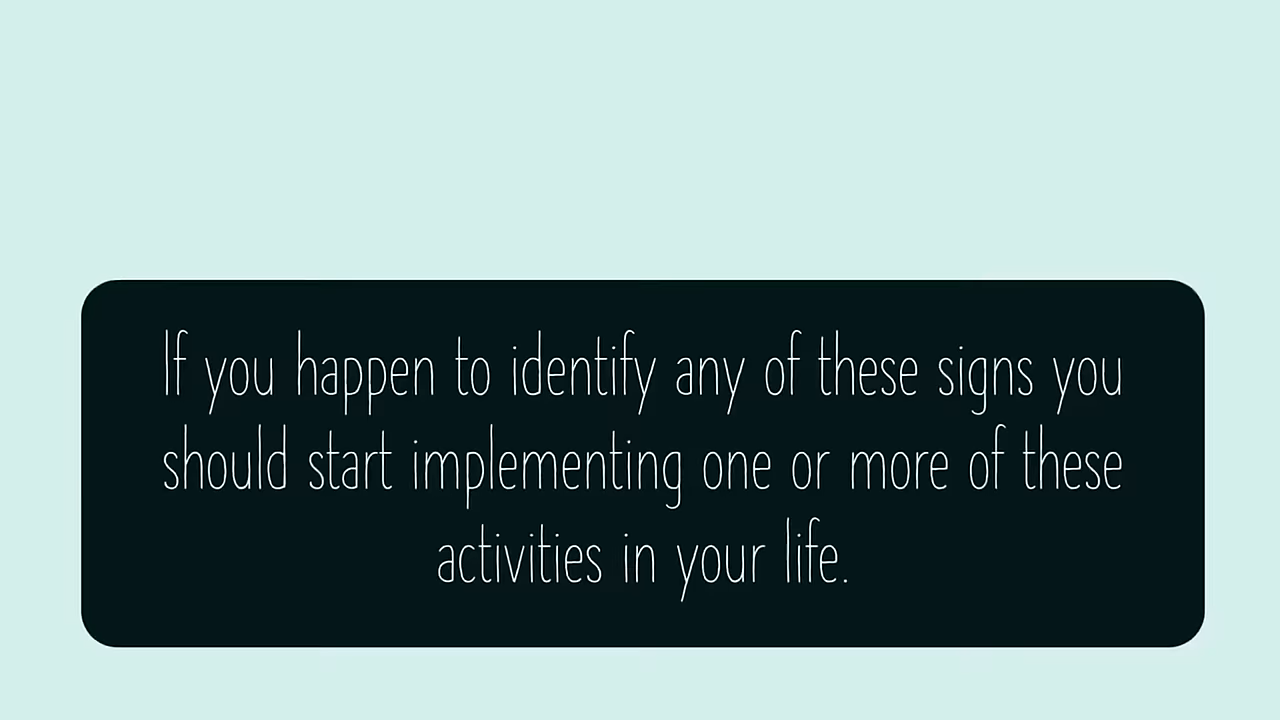 If you happen to identify any of these signs you
should start implementing one or more of these
activities in your life.